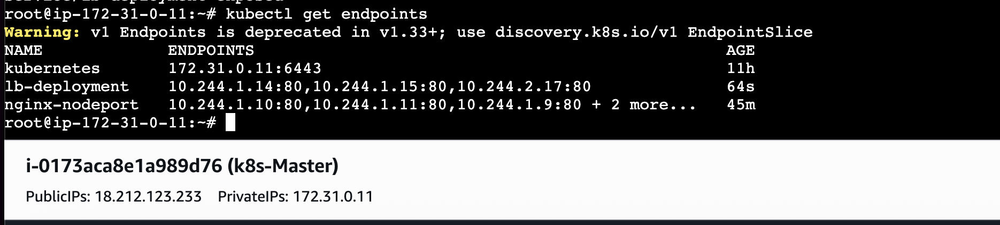 root@ip-172-31-0-11:~# kubectl get endpoints
Warning: v1 Endpoints is deprecated in v1.33+; use discovery.k8s.io/v1 EndpointSlice
NAME ENDPOINTS AGE
kubernetes 172.31.0.11:6443 11h
lb-deployment 10.244.1.14:80,10.244.1.15:80,10.244.2.17:80 64s
nginx-nodeport 10.244.1.10:80,10.244.1.11:80,10.244.1.9:80 + 2 more... 45m
root@ip-172-31-0-11:~#
i-0173aca8e1a989d76 (k8s-Master)
PublicIPs: 18.212.123.233 PrivateIPs: 172.31.0.11